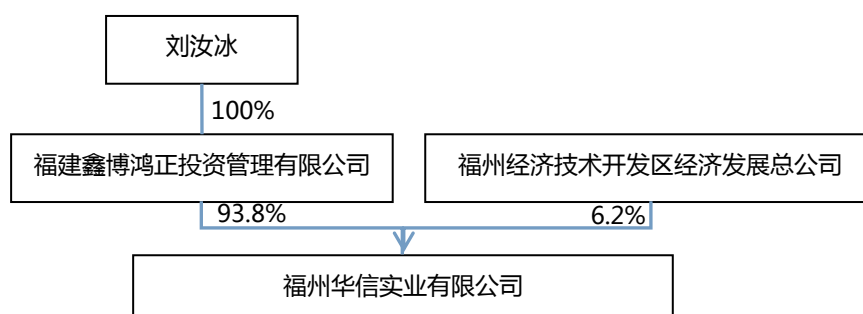 刘汝冰
100%
福建鑫博鸿正投资管理有限公司
福州经济技术开发区经济发展总公司
93.8%
6.2%
福州华信实业有限公司